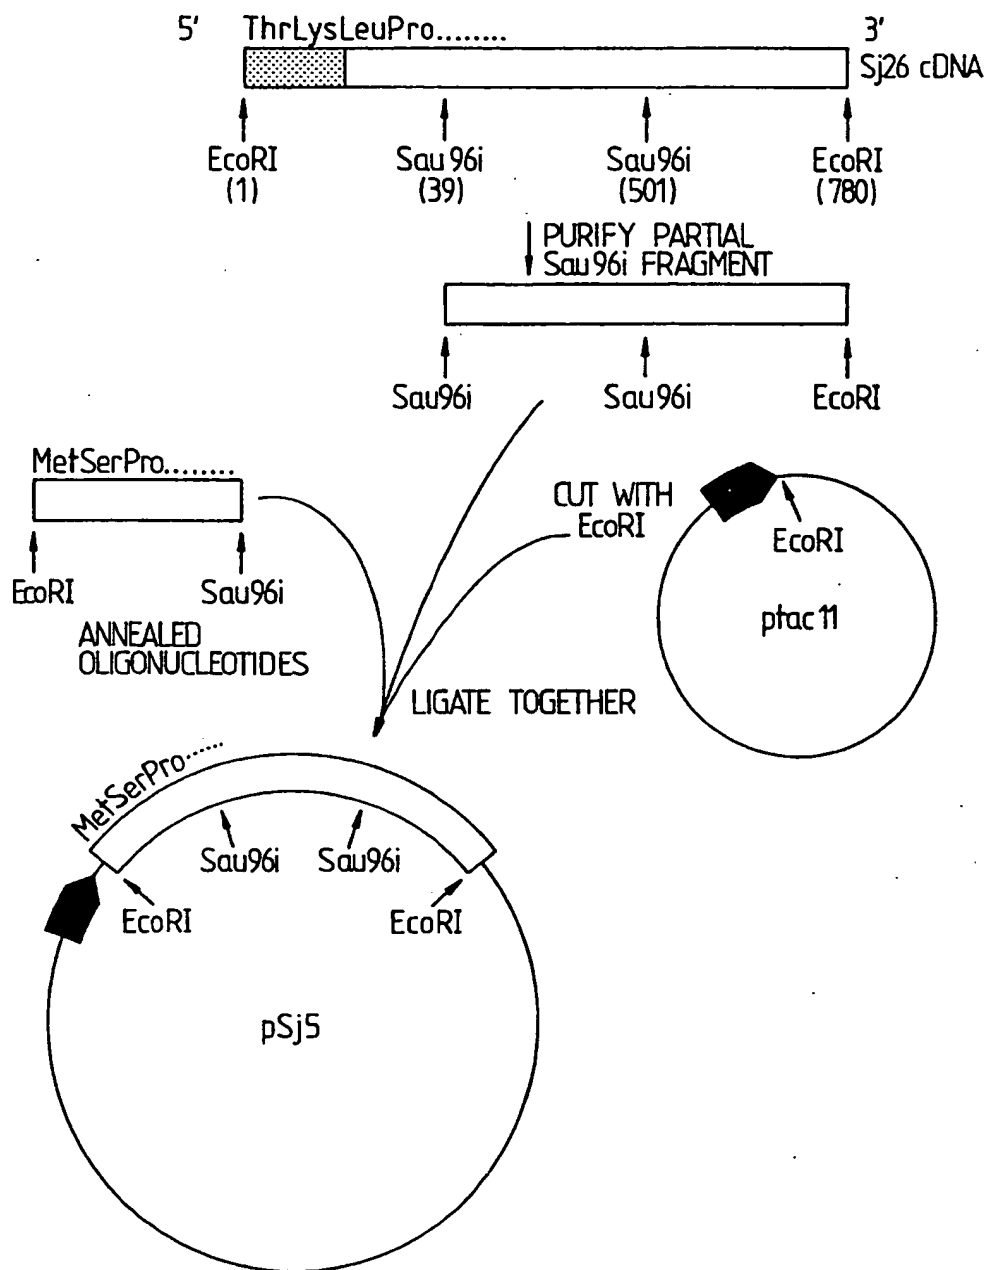 5' ThrLysLeuPro........ 3'
Sj26 cDNA
EcoRI
(1)
Sau96i
(39)
Sau96i
(501)
EcoRI
(780)
PURIFY PARTIAL
Sau96i FRAGMENT
Sau96i
Sau96i
EcoRI
MetSerPro........
EcoRI
Sau96i
ANNEALED
OLIGONUCLEOTIDES
CUT WITH
EcoRI
EcoRI
ptac11
LIGATE TOGETHER
MetSerPro......
Sau96i
Sau96i
EcoRI
EcoRI
pSj5